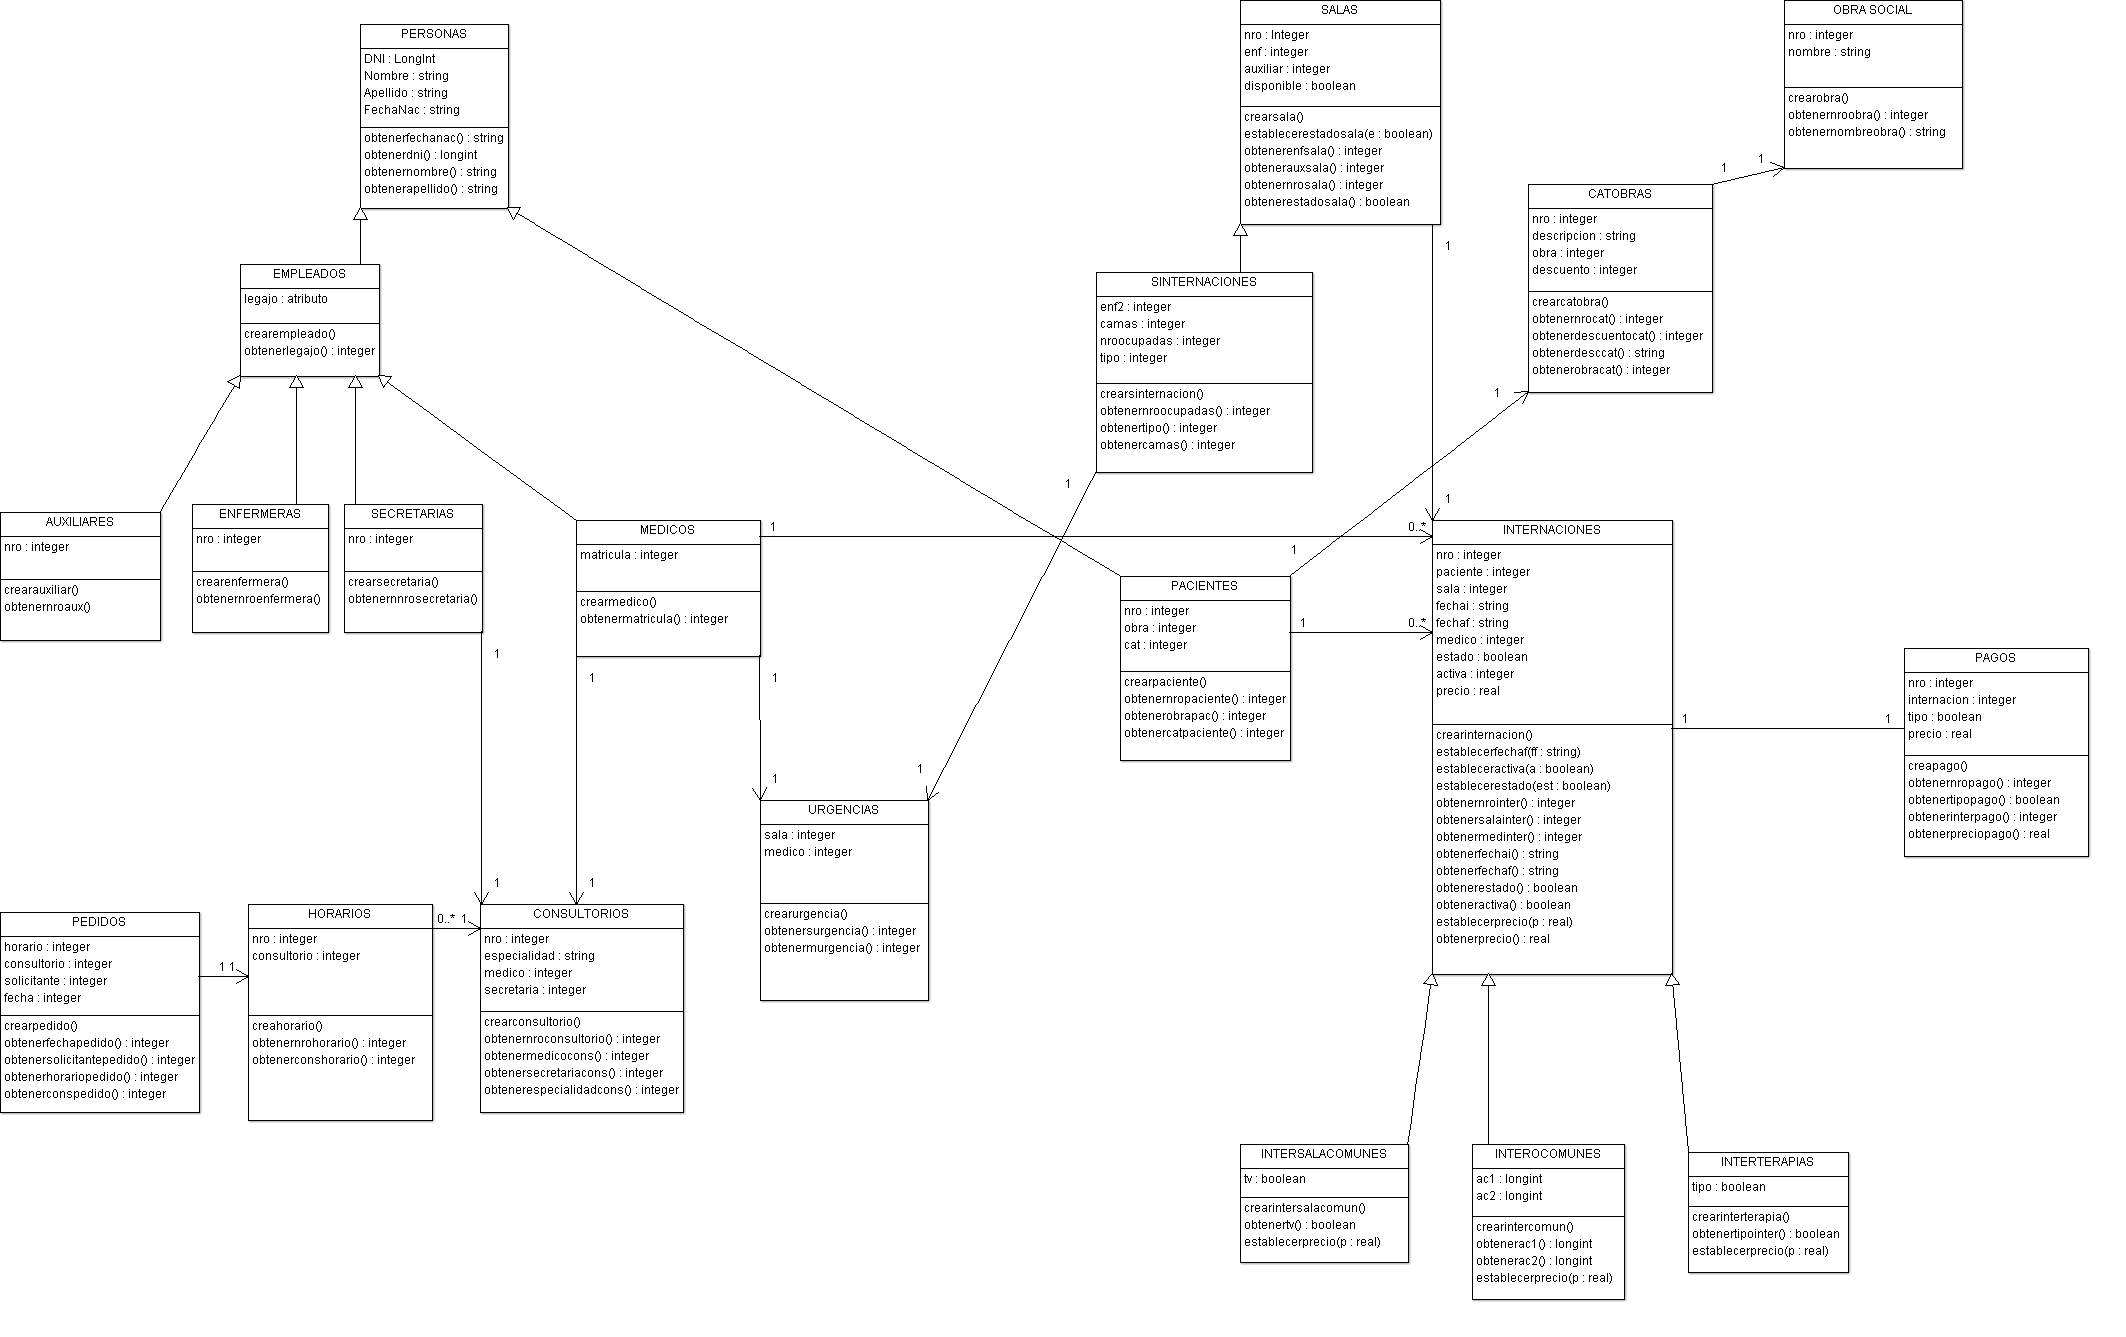 PERSONAS
DNI : LongInt
Nombre : string
Apellido : string
FechaNac : string
obtenerfechanac() : string
obtenerdni() : longint
obtenernombre() : string
obtenerapellido() : string
SALAS
nro : Integer
enf : integer
auxiliar : integer
disponible : boolean
crearsala()
establecerestadosala(e : boolean)
obtenerenfsala() : integer
obtenerauxsala() : integer
obtenernrosala() : integer
obtenerestadosala() : boolean
1
1
OBRA SOCIAL
nro : integer
nombre : string
crearobra()
obtenernroobra() : integer
obtenernombreobra() : string
1
1
CATOBRAS
nro : integer
descripcion : string
obra : integer
descuento : integer
crearcatobra()
obtenernrocat() : integer
obtenerdescuentocat() : integer
obtenerdesccat() : string
obtenerobracat() : integer
1
1
EMPLEADOS
legajo : atributo
crearempleado()
obtenerlegajo() : integer
SINTERNACIONES
enf2 : integer
camas : integer
nroocupadas : integer
tipo : integer
crearsinternacion()
obtenernroocupadas() : integer
obtenertipo() : integer
obtenercamas() : integer
1
1
AUXILIARES
nro : integer
crearauxiliar()
obtenernroaux()
ENFERMERAS
nro : integer
crearenfermera()
obtenernroenfermera()
SECRETARIAS
nro : integer
crearsecretaria()
obtenernnrosecretaria()
1
1
MEDICOS
matricula : integer
crearmedico()
obtenermatricula() : integer
1
0..*
1
1
1
1
PACIENTES
nro : integer
obra : integer
cat : integer
crearpaciente()
obtenernropaciente() : integer
obtenerobrapac() : integer
obtenercatpaciente() : integer
1
0..*
INTERNACIONES
nro : integer
paciente : integer
sala : integer
fechai : string
fechaf : string
medico : integer
estado : boolean
activa : integer
precio : real
crearinternacion()
establecerfechaf(ff : string)
estableceractiva(a : boolean)
establecerestado(est : boolean)
obtenernrointer() : integer
obtenersalainter() : integer
obtenermedinter() : integer
obtenerfechai() : string
obtenerfechaf() : string
obtenerestado() : boolean
obteneractiva() : boolean
establecerprecio(p : real)
obtenerprecio() : real
1
1
PAGOS
nro : integer
internacion : integer
tipo : boolean
precio : real
creapago()
obtenernropago() : integer
obtenertipopago() : boolean
obtenerinterpago() : integer
obtenerpreciopago() : real
URGENCIAS
sala : integer
medico : integer
crearurgencia()
obtenersurgencia() : integer
obtenermurgencia() : integer
PEDIDOS
horario : integer
consultorio : integer
solicitante : integer
fecha : integer
crearpedido()
obtenerfechapedido() : integer
obtenersolicitantepedido() : integer
obtenerhorariopedido() : integer
obtenerconspedido() : integer
1 1
HORARIOS
nro : integer
consultorio : integer
creahorario()
obtenernrohorario() : integer
obtenerconshorario() : integer
0..* 1
CONSULTORIOS
nro : integer
especialidad : string
medico : integer
secretaria : integer
crearconsultorio()
obtenernroconsultorio() : integer
obtenermedicocons() : integer
obtenersecretariacons() : integer
obtenerespecialidadcons() : integer
INTERSALACOMUNES
tv : boolean
crearintersalacomun()
obtenertv() : boolean
establecerprecio(p : real)
INTEROCOMUNES
ac1 : longint
ac2 : longint
crearintercomun()
obtenerac1() : longint
obtenerac2() : longint
establecerprecio(p : real)
INTERTERAPIAS
tipo : boolean
crearinterterapia()
obtenertipointer() : boolean
establecerprecio(p : real)